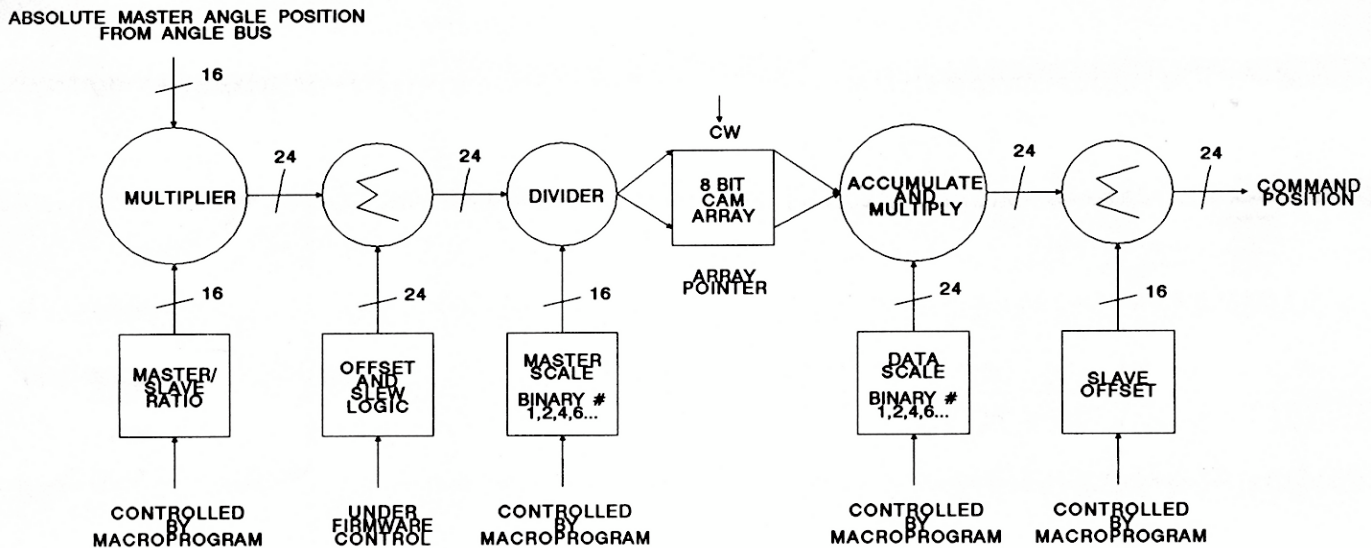 ABSOLUTE MASTER ANGLE POSITION
FROM ANGLE BUS
16
MULTIPLIER
24
24
DIVIDER
CW
8 BIT
CAM
ARRAY
ARRAY
POINTER
ACCUMULATE
AND
MULTIPLY
24
24
COMMAND
POSITION
16
24
16
24
16
MASTER/
SLAVE
RATIO
OFFSET
AND
SLEW
LOGIC
MASTER
SCALE
BINARY #
1,2,4,6...
DATA
SCALE
BINARY #
1,2,4,6...
SLAVE
OFFSET
CONTROLLED
BY
MACROPROGRAM
UNDER
FIRMWARE
CONTROL
CONTROLLED
BY
MACROPROGRAM
CONTROLLED
BY
MACROPROGRAM
CONTROLLED
BY
MACROPROGRAM